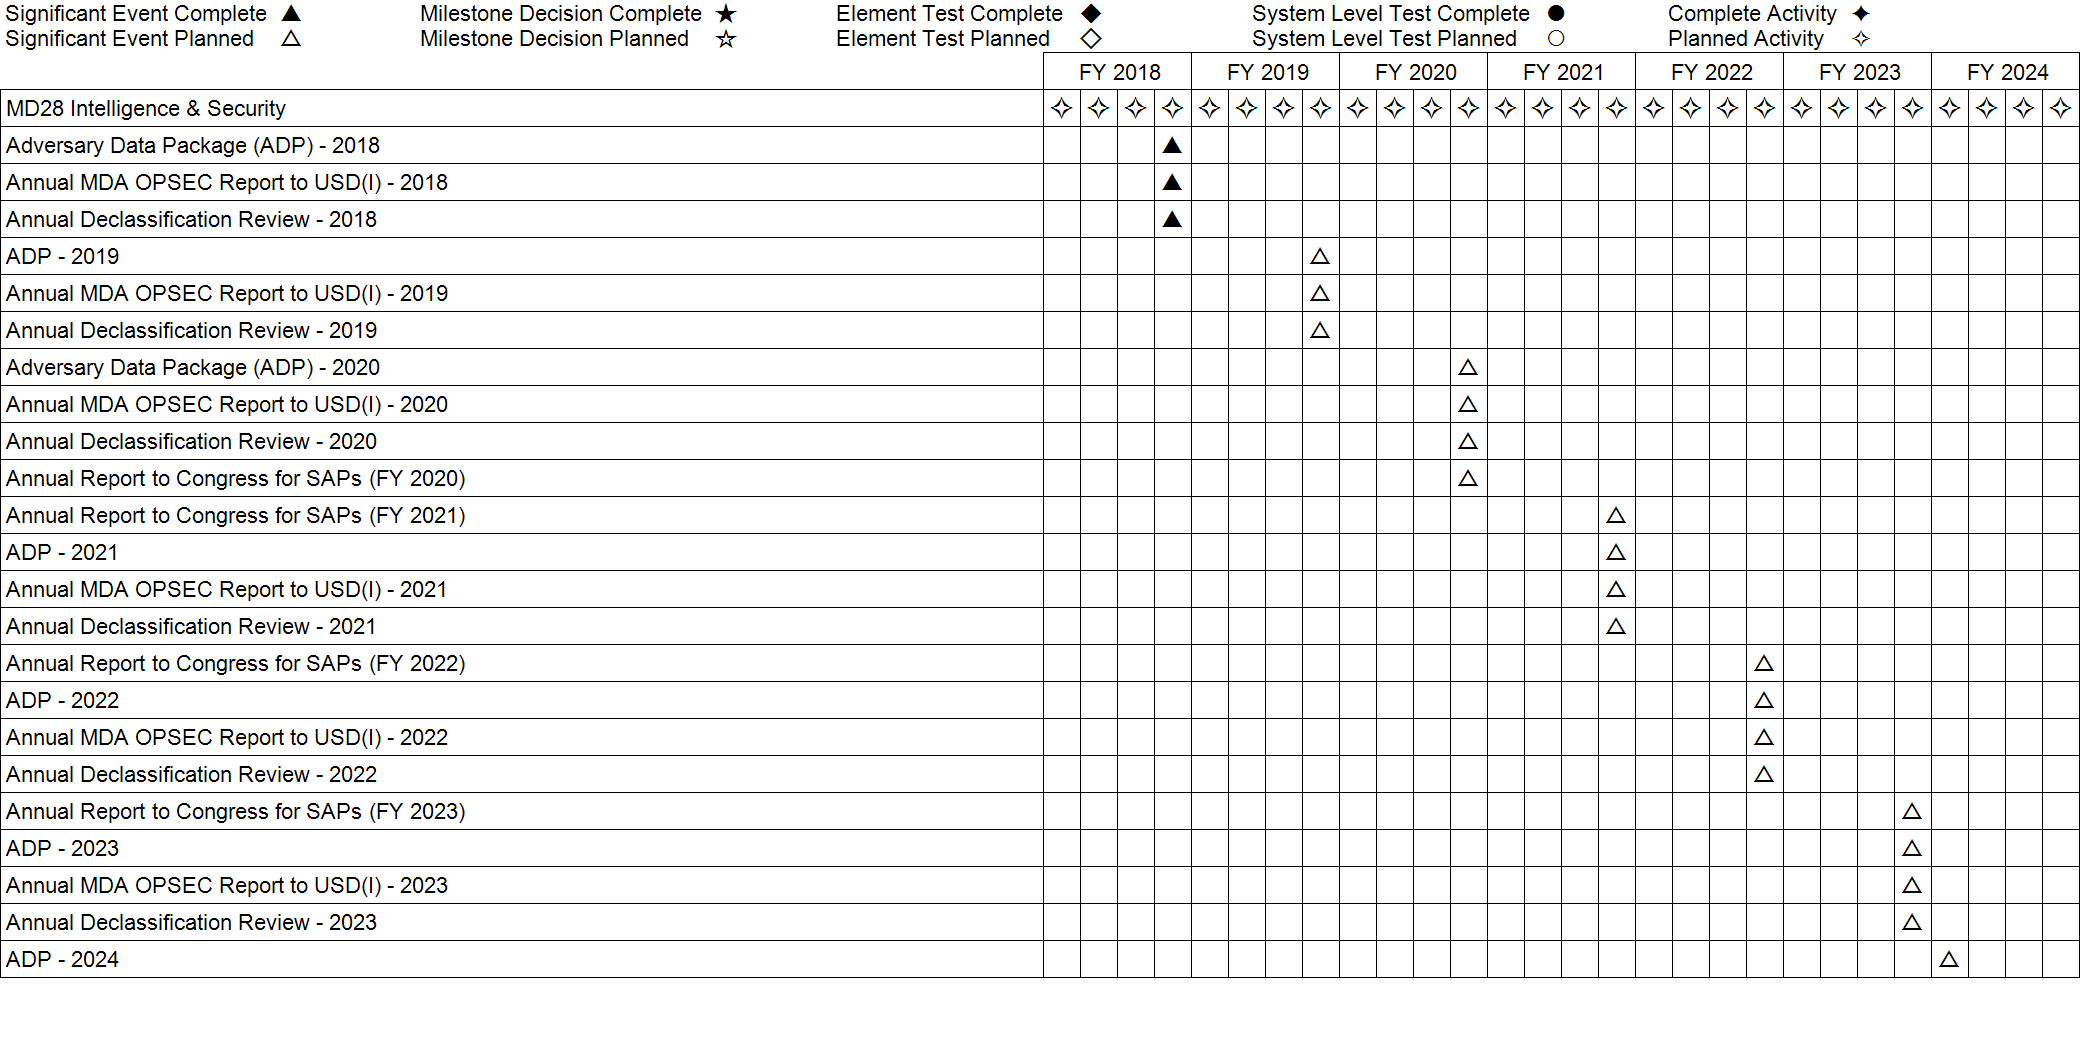 Significant Event Complete ▲ Milestone Decision Complete ★ Element Test Complete ◆ System Level Test Complete ● Complete Activity ✦
Significant Event Planned △ Milestone Decision Planned ☆ Element Test Planned ◇ System Level Test Planned ○ Planned Activity ✧
FY 2018 FY 2019 FY 2020 FY 2021 FY 2022 FY 2023 FY 2024
MD28 Intelligence & Security ✧ ✧ ✧ ✧ ✧ ✧ ✧ ✧ ✧ ✧ ✧ ✧ ✧ ✧ ✧ ✧ ✧ ✧ ✧ ✧ ✧ ✧ ✧ ✧ ✧ ✧ ✧ ✧
Adversary Data Package (ADP) - 2018 ▲
Annual MDA OPSEC Report to USD(I) - 2018 ▲
Annual Declassification Review - 2018 ▲
ADP - 2019 △
Annual MDA OPSEC Report to USD(I) - 2019 △
Annual Declassification Review - 2019 △
Adversary Data Package (ADP) - 2020 △
Annual MDA OPSEC Report to USD(I) - 2020 △
Annual Declassification Review - 2020 △
Annual Report to Congress for SAPs (FY 2020) △
Annual Report to Congress for SAPs (FY 2021) △
ADP - 2021 △
Annual MDA OPSEC Report to USD(I) - 2021 △
Annual Declassification Review - 2021 △
Annual Report to Congress for SAPs (FY 2022) △
ADP - 2022 △
Annual MDA OPSEC Report to USD(I) - 2022 △
Annual Declassification Review - 2022 △
Annual Report to Congress for SAPs (FY 2023) △
ADP - 2023 △
Annual MDA OPSEC Report to USD(I) - 2023 △
Annual Declassification Review - 2023 △
ADP - 2024 △